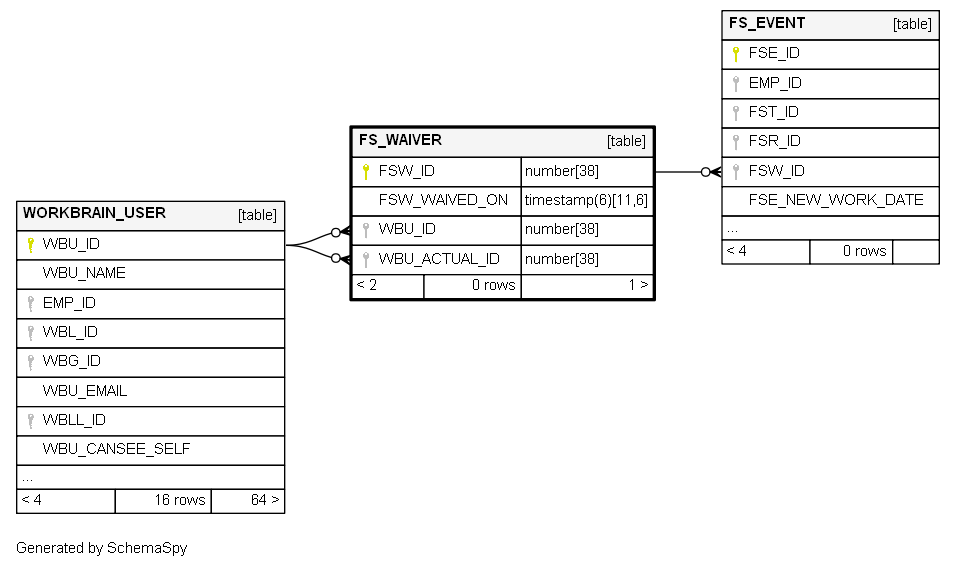 FS_EVENT [table]
FSE_ID
EMP_ID
FST_ID
FSR_ID
FSW_ID
FSE_NEW_WORK_DATE
...
< 4 0 rows
FS_WAIVER [table]
FSW_ID number[38]
FSW_WAIVED_ON timestamp(6)[11,6]
WBU_ID number[38]
WBU_ACTUAL_ID number[38]
< 2 0 rows 1 >
WORKBRAIN_USER [table]
WBU_ID
WBU_NAME
EMP_ID
WBL_ID
WBG_ID
WBU_EMAIL
WBLL_ID
WBU_CANSEE_SELF
...
< 4 16 rows 64 >
Generated by SchemaSpy